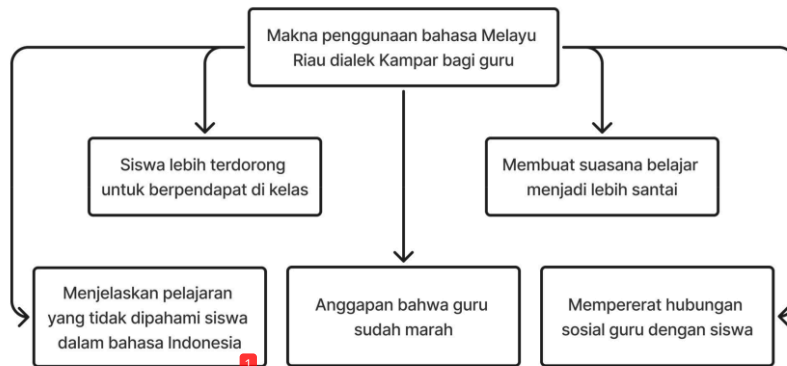 Makna penggunaan bahasa Melayu
Riau dialek Kampar bagi guru
Siswa lebih terdorong
untuk berpendapat di kelas
Membuat suasana belajar
menjadi lebih santai
Menjelaskan pelajaran
yang tidak dipahami siswa
dalam bahasa Indonesia
1
Anggapan bahwa guru
sudah marah
Mempererat hubungan
sosial guru dengan siswa